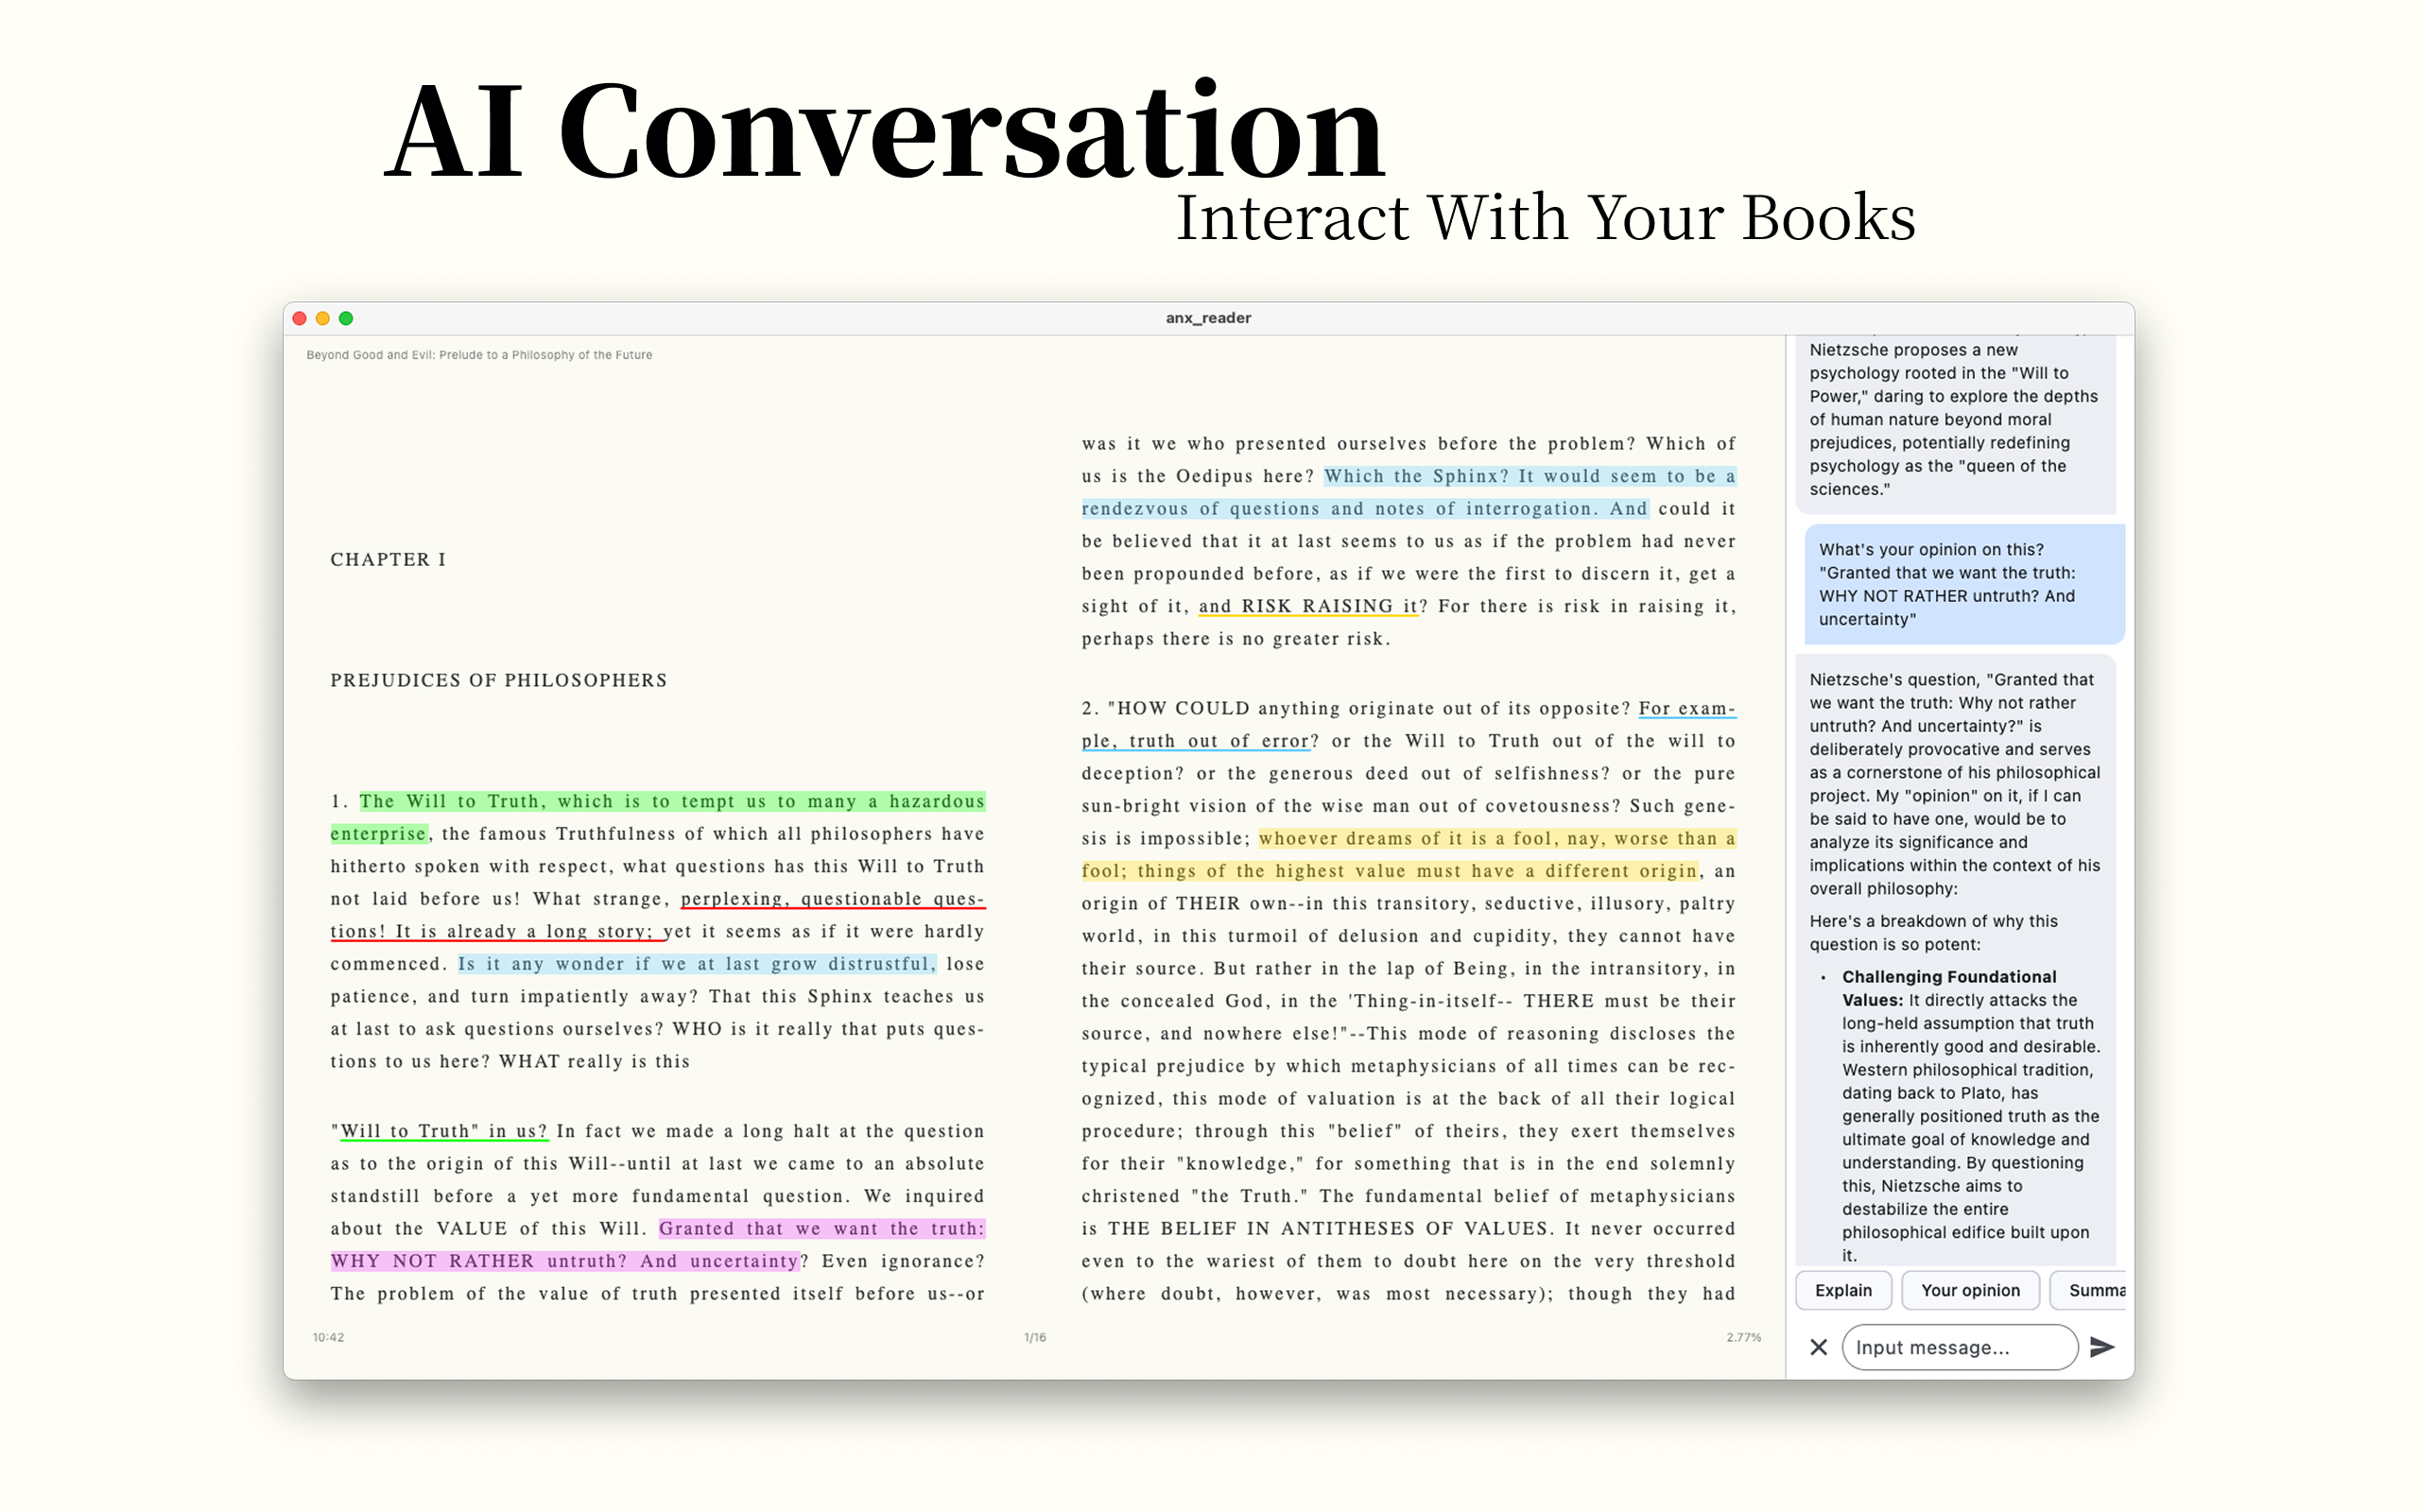 AI Conversation
Interact With Your Books
anx_reader
Beyond Good and Evil: Prelude to a Philosophy of the Future
CHAPTER I
PREJUDICES OF PHILOSOPHERS
1. The Will to Truth, which is to tempt us to many a hazardous
enterprise, the famous Truthfulness of which all philosophers have
hitherto spoken with respect, what questions has this Will to Truth
not laid before us! What strange, perplexing, questionable ques-
tions! It is already a long story; yet it seems as if it were hardly
commenced. Is it any wonder if we at last grow distrustful, lose
patience, and turn impatiently away? That this Sphinx teaches us
at last to ask questions ourselves? WHO is it really that puts ques-
tions to us here? WHAT really is this
"Will to Truth" in us? In fact we made a long halt at the question
as to the origin of this Will--until at last we came to an absolute
standstill before a yet more fundamental question. We inquired
about the VALUE of this Will. Granted that we want the truth:
WHY NOT RATHER untruth? And uncertainty? Even ignorance?
The problem of the value of truth presented itself before us--or
was it we who presented ourselves before the problem? Which of
us is the Oedipus here? Which the Sphinx? It would seem to be a
rendezvous of questions and notes of interrogation. And could it
be believed that it at last seems to us as if the problem had never
been propounded before, as if we were the first to discern it, get a
sight of it, and RISK RAISING it? For there is risk in raising it,
perhaps there is no greater risk.
2. "HOW COULD anything originate out of its opposite? For exam-
ple, truth out of error? or the Will to Truth out of the will to
deception? or the generous deed out of selfishness? or the pure
sun-bright vision of the wise man out of covetousness? Such gene-
sis is impossible; whoever dreams of it is a fool, nay, worse than a
fool; things of the highest value must have a different origin, an
origin of THEIR own--in this transitory, seductive, illusory, paltry
world, in this turmoil of delusion and cupidity, they cannot have
their source. But rather in the lap of Being, in the intransitory, in
the concealed God, in the 'Thing-in-itself-- THERE must be their
source, and nowhere else!"--This mode of reasoning discloses the
typical prejudice by which metaphysicians of all times can be rec-
ognized, this mode of valuation is at the back of all their logical
procedure; through this "belief" of theirs, they exert themselves
for their "knowledge," for something that is in the end solemnly
christened "the Truth." The fundamental belief of metaphysicians
is THE BELIEF IN ANTITHESES OF VALUES. It never occurred
even to the wariest of them to doubt here on the very threshold
(where doubt, however, was most necessary); though they had
10:42
1/16
2.77%
Nietzsche proposes a new
psychology rooted in the "Will to
Power," daring to explore the depths
of human nature beyond moral
prejudices, potentially redefining
psychology as the "queen of the
sciences."
What's your opinion on this?
"Granted that we want the truth:
WHY NOT RATHER untruth? And
uncertainty"
Nietzsche's question, "Granted that
we want the truth: Why not rather
untruth? And uncertainty?" is
deliberately provocative and serves
as a cornerstone of his philosophical
project. My "opinion" on it, if I can
be said to have one, would be to
analyze its significance and
implications within the context of his
overall philosophy:
Here's a breakdown of why this
question is so potent:
• Challenging Foundational
Values: It directly attacks the
long-held assumption that truth
is inherently good and desirable.
Western philosophical tradition,
dating back to Plato, has
generally positioned truth as the
ultimate goal of knowledge and
understanding. By questioning
this, Nietzsche aims to
destabilize the entire
philosophical edifice built upon
it.
Explain
Your opinion
Summa
Input message...